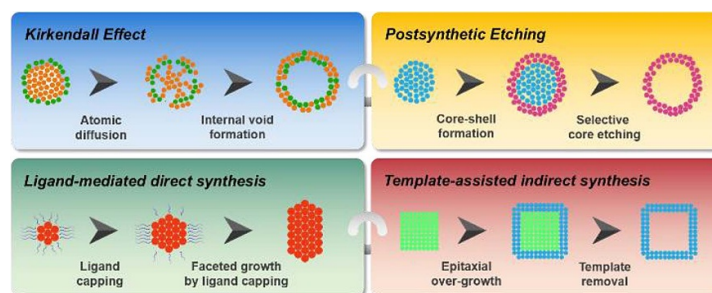 Kirkendall Effect
Atomic
diffusion
Internal void
formation
Postsynthetic Etching
Core-shell
formation
Selective
core etching
Ligand-mediated direct synthesis
Ligand
capping
Faceted growth
by ligand capping
Template-assisted indirect synthesis
Epitaxial
over-growth
Template
removal